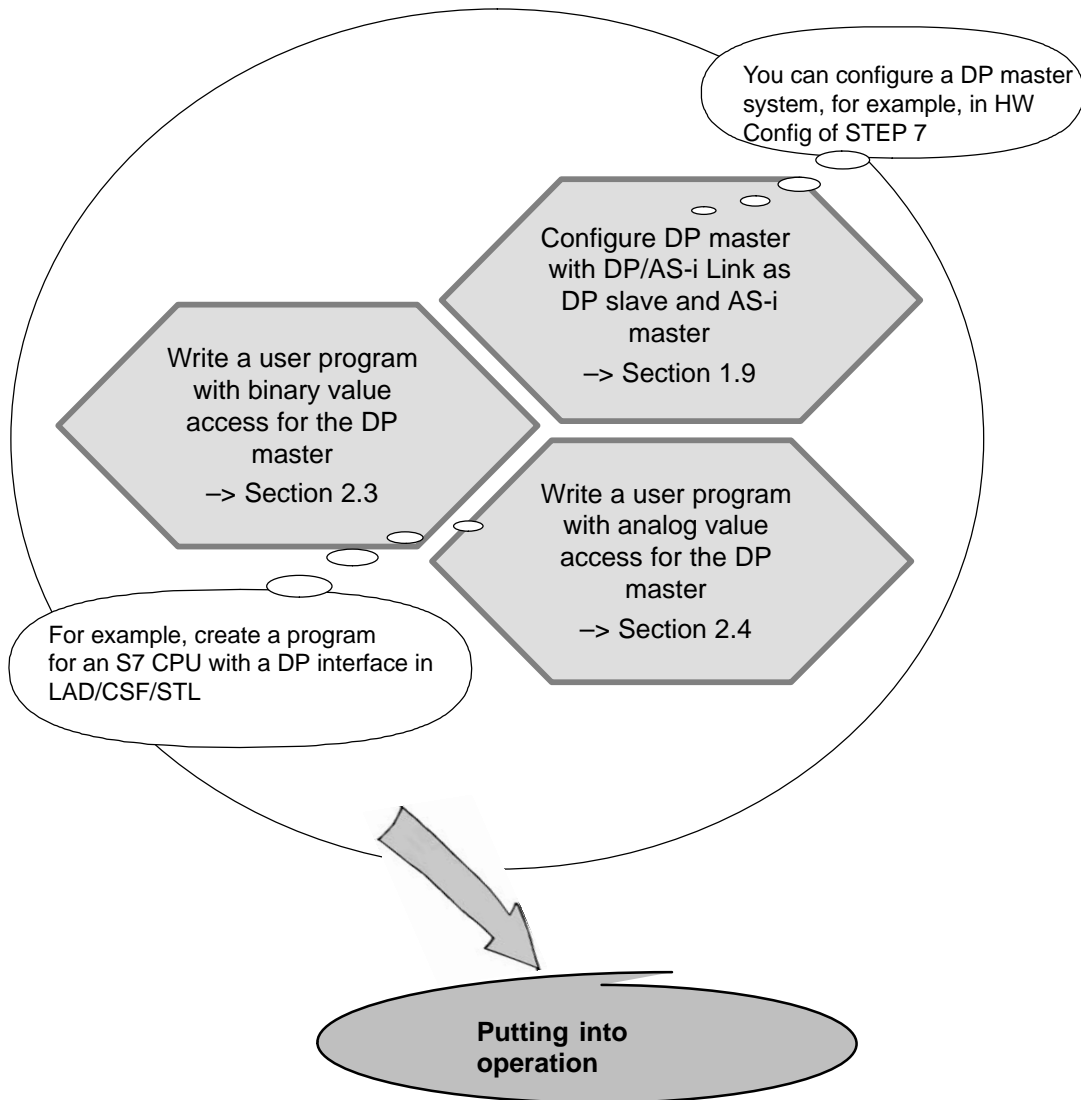 You can configure a DP master
system, for example, in HW
Config of STEP 7
Configure DP master
with DP/AS-i Link as
DP slave and AS-i
master
–> Section 1.9
Write a user program
with binary value
access for the DP
master
–> Section 2.3
Write a user program
with analog value
access for the DP
master
–> Section 2.4
For example, create a program
for an S7 CPU with a DP interface in
LAD/CSF/STL
Putting into
operation